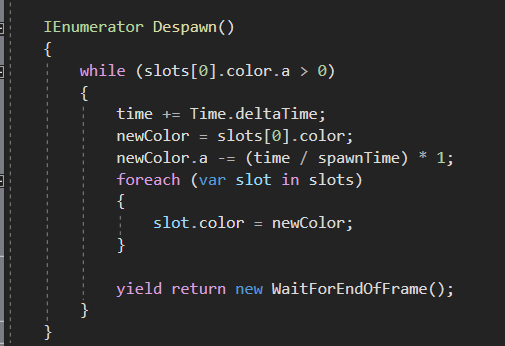 IEnumerator Despawn()
{
while (slots[0].color.a > 0)
{
time += Time.deltaTime;
newColor = slots[0].color;
newColor.a -= (time / spawnTime) * 1;
foreach (var slot in slots)
{
slot.color = newColor;
}
yield return new WaitForEndOfFrame();
}
}